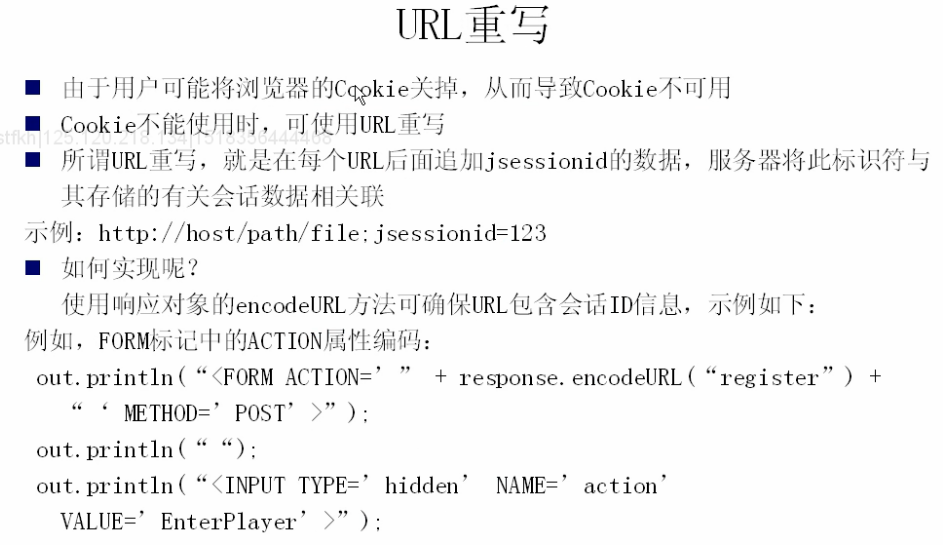 URL重写
由于用户可能将浏览器的Cookie关掉，从而导致Cookie不可用
Cookie不能使用时，可使用URL重写
所谓URL重写，就是在每个URL后面追加jsessionid的数据，服务器将此标识符与
其存储的有关会话数据相关联
示例：http://host/path/file;jsessionid=123
如何实现呢？
使用响应对象的encodeURL方法可确保URL包含会话ID信息，示例如下：
例如，FORM标记中的ACTION属性编码：
out.println(“<FORM ACTION=’” + response.encodeURL(“register”) +
“ ‘ METHOD=’POST’>”);
out.println(“ “);
out.println(“<INPUT TYPE=’hidden’ NAME=’action’
VALUE=’EnterPlayer’>”);